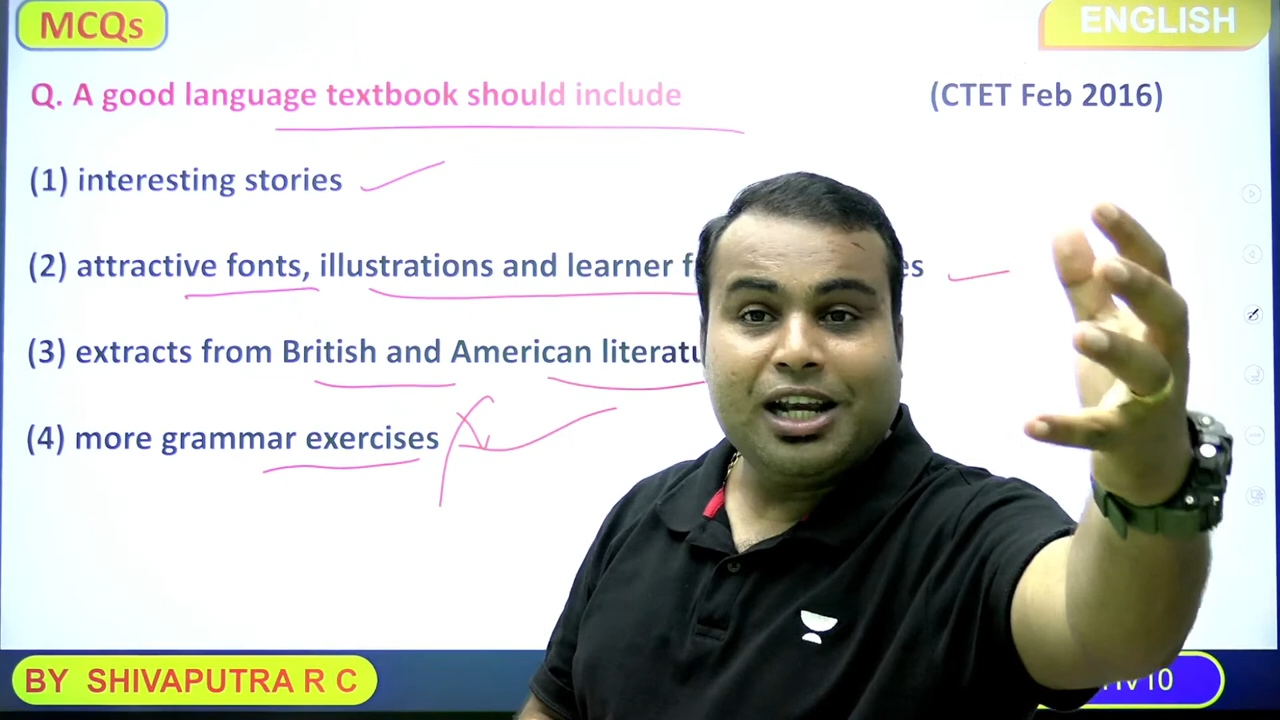 MCQs
ENGLISH
Q. A good language textbook should include
(CTET Feb 2016)
(1) interesting stories
(2) attractive fonts, illustrations and learner
(3) extracts from British and American
(4) more grammar exercises
BY SHIVAPUTRA R C